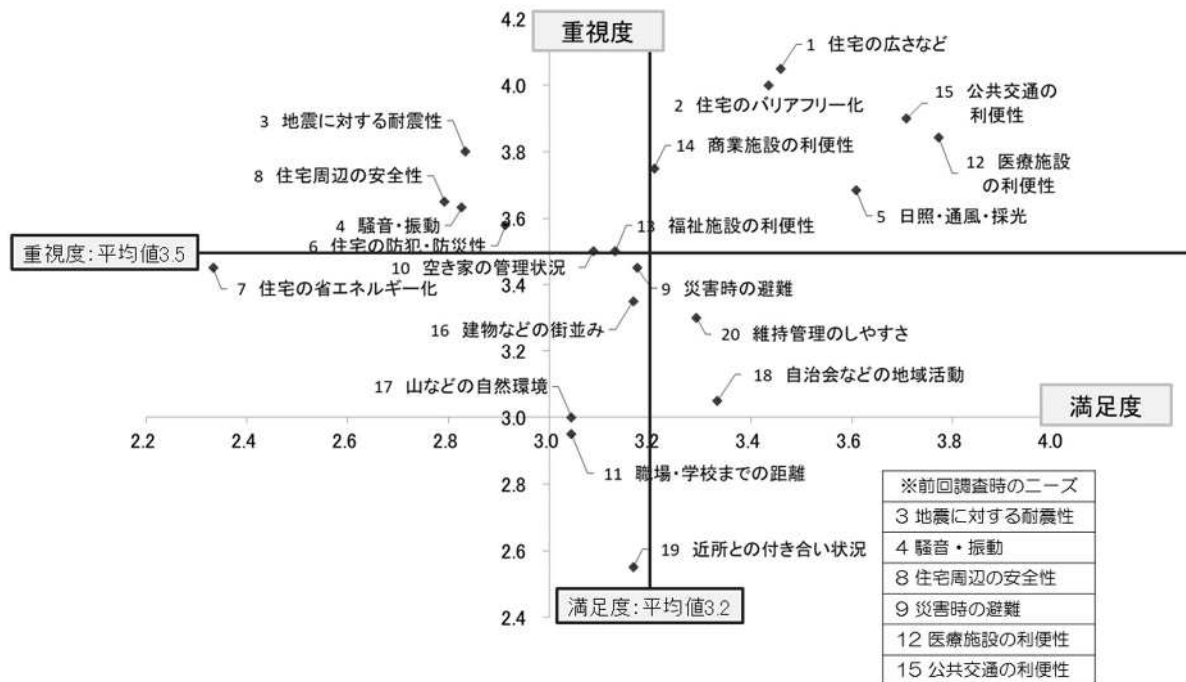 4.2
重視度
1 住宅の広さなど
4.0
2 住宅のバリアフリー化
15 公共交通の
利便性
3 地震に対する耐震性
3.8
14 商業施設の利便性
12 医療施設
の利便性
8 住宅周辺の安全性
4 騒音・振動
3.6
13 福祉施設の利便性
5 日照・通風・採光
6 住宅の防犯・防災性
重視度:平均値3.5
10 空き家の管理状況
7 住宅の省エネルギー化
3.4
9 災害時の避難
16 建物などの街並み
20 維持管理のしやすさ
3.2
17 山などの自然環境
18 自治会などの地域活動
3.0
満足度
2.2 2.4 2.6 2.8 3.0 3.2 3.4 3.6 3.8 4.0
11 職場・学校までの距離
2.8
2.6
19 近所との付き合い状況
満足度:平均値3.2
2.4
※前回調査時のニーズ
3 地震に対する耐震性
4 騒音・振動
8 住宅周辺の安全性
9 災害時の避難
12 医療施設の利便性
15 公共交通の利便性